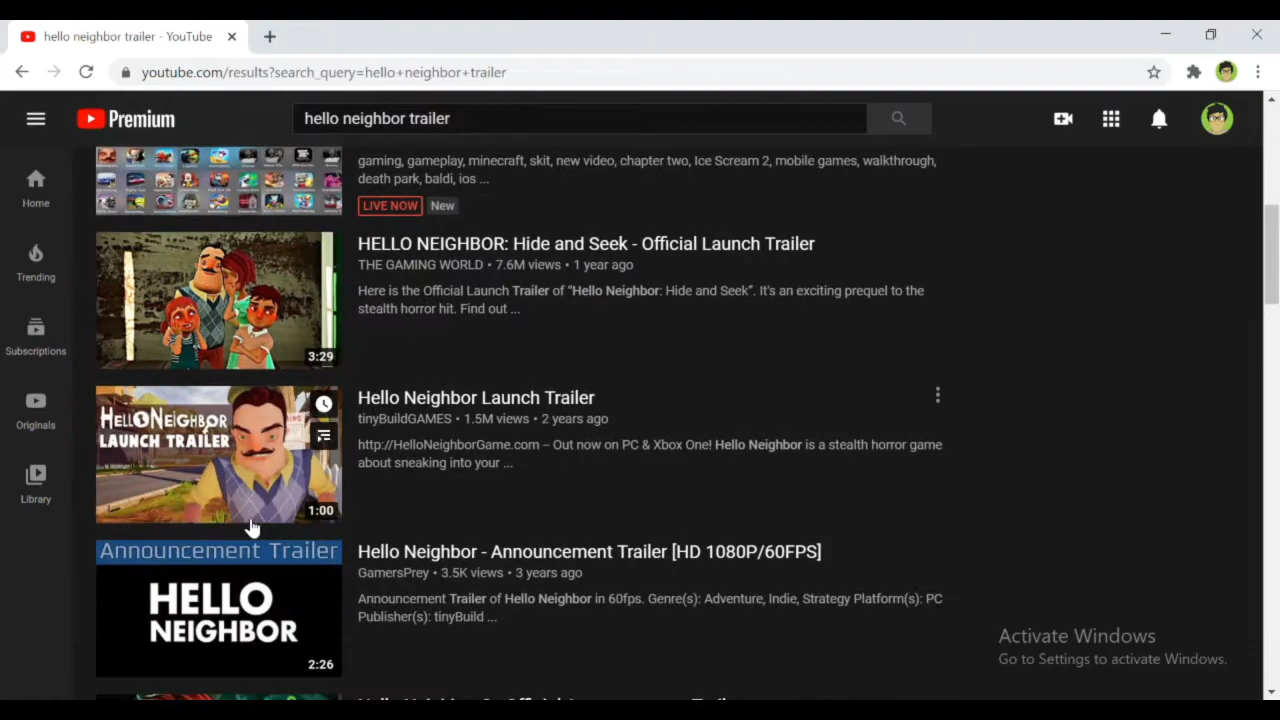 hello neighbor trailer - YouTube
youtube.com/results?search_query=hello+neighbor+trailer
Premium
hello neighbor trailer
Home
Trending
Subscriptions
Originals
Library
gaming, gameplay, minecraft, skit, new video, chapter two, Ice Scream 2, mobile games, walkthrough,
death park, baldi, ios ...
LIVE NOW New
HELLO NEIGHBOR: Hide and Seek - Official Launch Trailer
THE GAMING WORLD • 7.6M views • 1 year ago
Here is the Official Launch Trailer of “Hello Neighbor: Hide and Seek”. It's an exciting prequel to the
stealth horror hit. Find out ...
3:29
HELLO NEIGHBOR
LAUNCH TRAILER
1:00
Hello Neighbor Launch Trailer
tinyBuildGAMES • 1.5M views • 2 years ago
http://HelloNeighborGame.com – Out now on PC & Xbox One! Hello Neighbor is a stealth horror game
about sneaking into your ...
Announcement Trailer
HELLO
NEIGHBOR
2:26
Hello Neighbor - Announcement Trailer [HD 1080P/60FPS]
GamersPrey • 3.5K views • 3 years ago
Announcement Trailer of Hello Neighbor in 60fps. Genre(s): Adventure, Indie, Strategy Platform(s): PC
Publisher(s): tinyBuild ...
Activate Windows
Go to Settings to activate Windows.